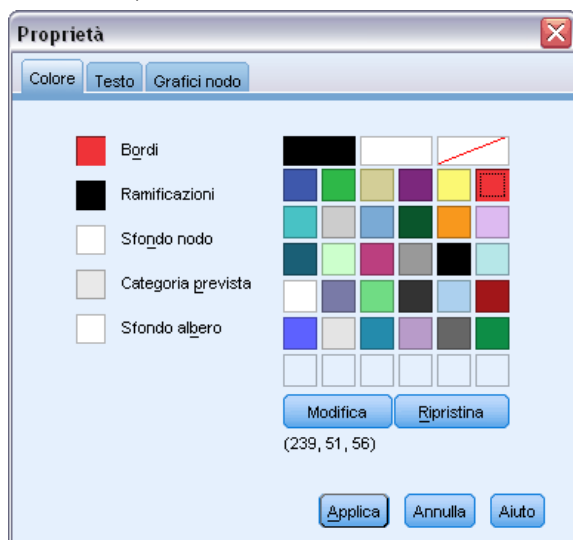 Proprietà
Colore Testo Grafici nodo
Bordi
Ramificazioni
Sfondo nodo
Categoria prevista
Sfondo albero
Modifica Ripristina
(239, 51, 56)
Applica Annulla Aiuto